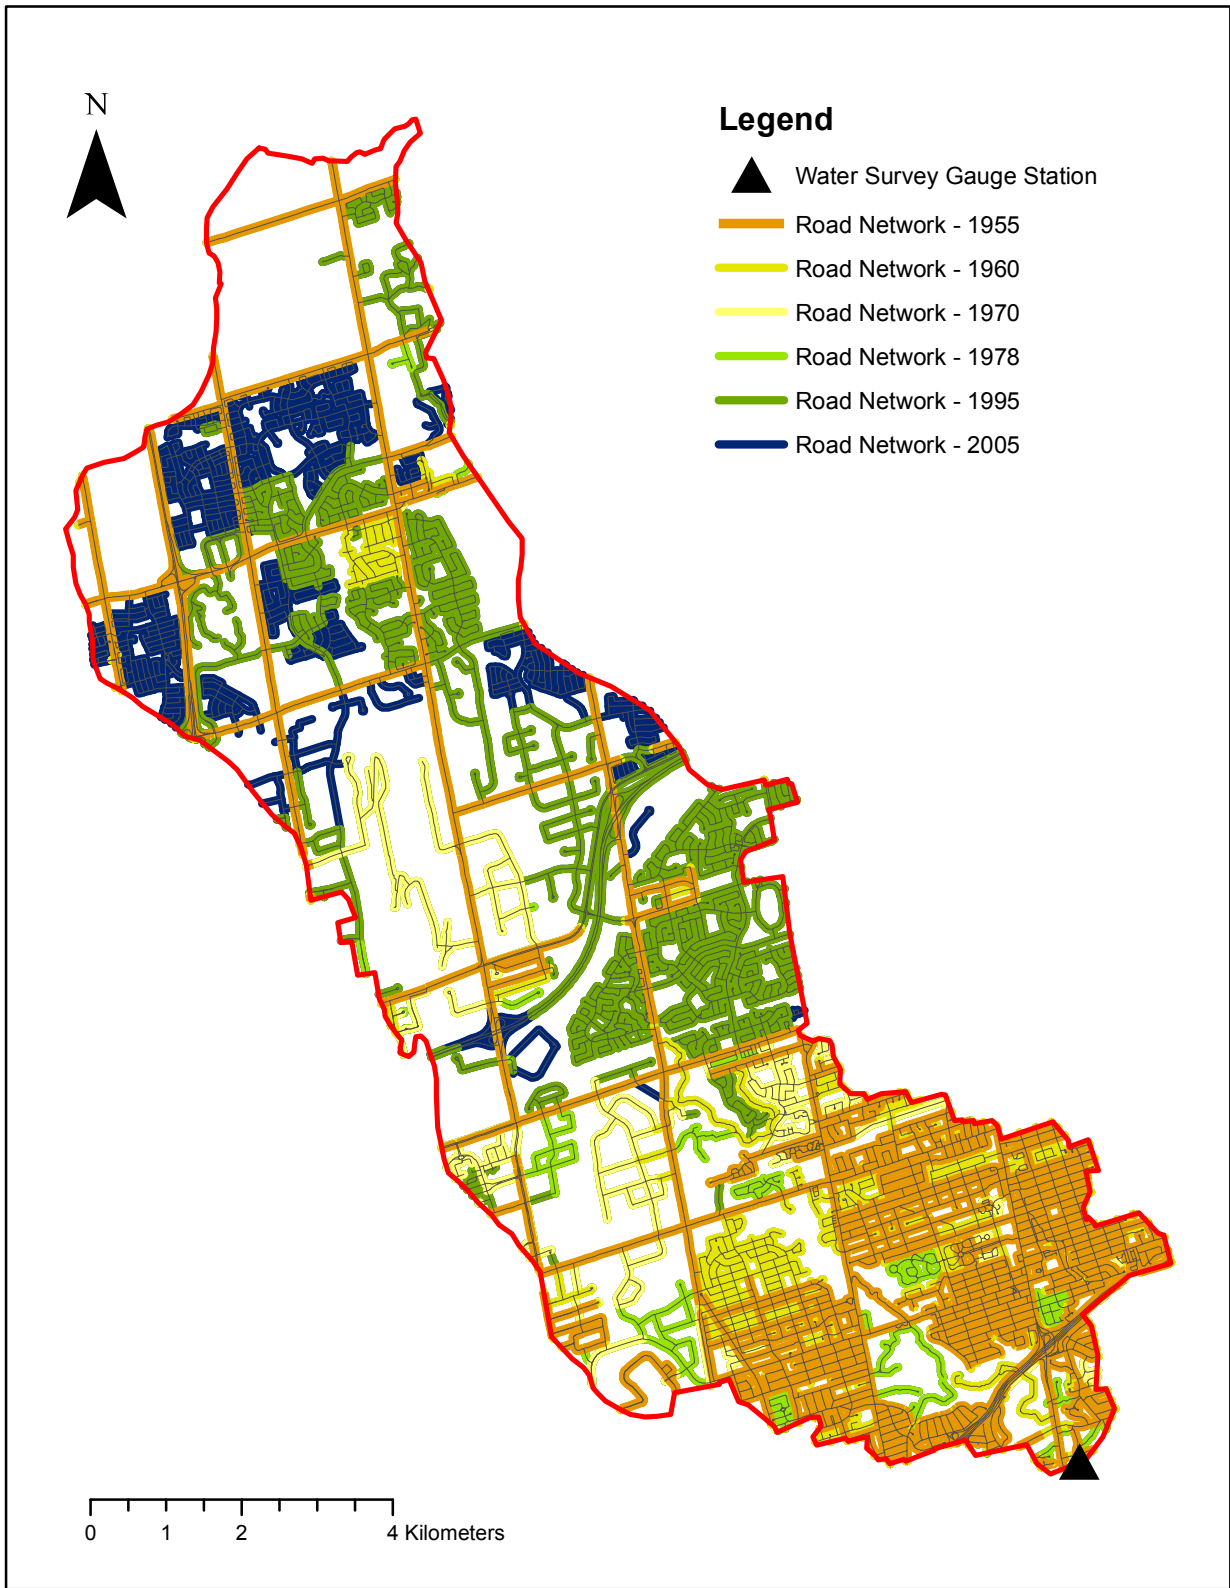 N
Legend
Water Survey Gauge Station
Road Network - 1955
Road Network - 1960
Road Network - 1970
Road Network - 1978
Road Network - 1995
Road Network - 2005
0 1 2 4 Kilometers